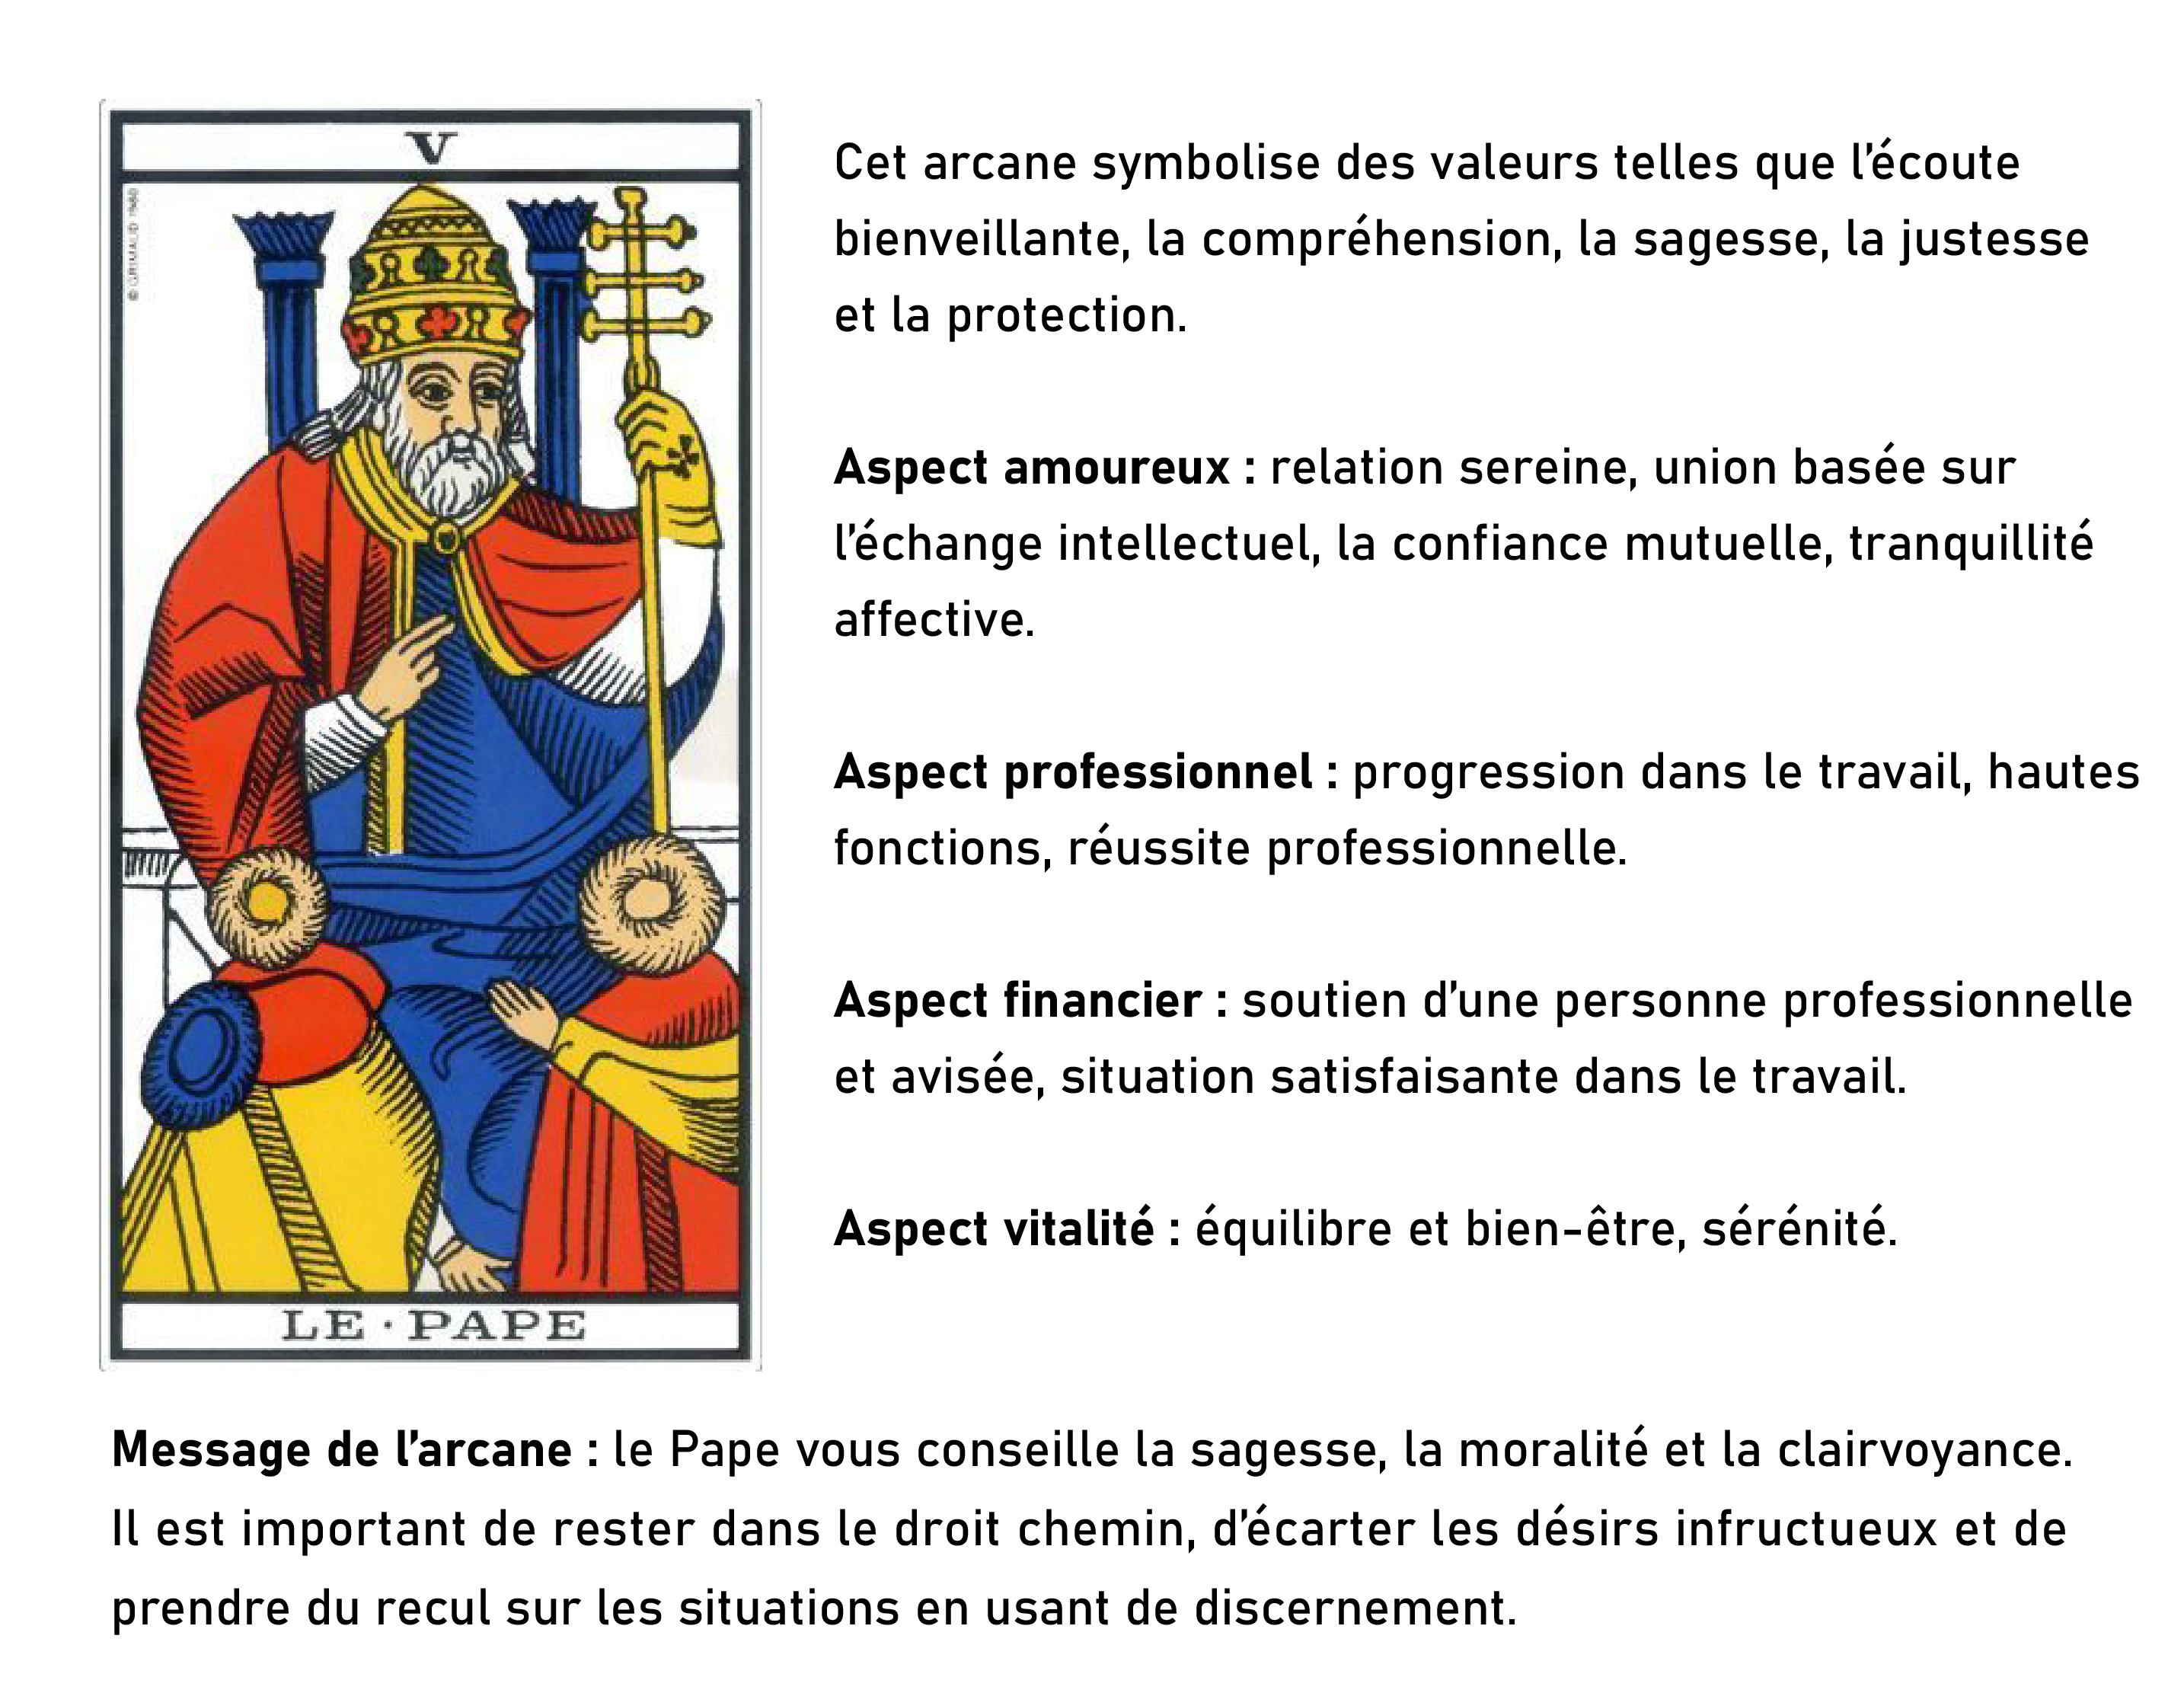 V
© GRIMAUD 1980
Cet arcane symbolise des valeurs telles que l’écoute
bienveillante, la compréhension, la sagesse, la justesse
et la protection.
Aspect amoureux : relation sereine, union basée sur
l’échange intellectuel, la confiance mutuelle, tranquillité
affective.
Aspect professionnel : progression dans le travail, hautes
fonctions, réussite professionnelle.
Aspect financier : soutien d’une personne professionnelle
et avisée, situation satisfaisante dans le travail.
Aspect vitalité : équilibre et bien-être, sérénité.
LE · PAPE
Message de l’arcane : le Pape vous conseille la sagesse, la moralité et la clairvoyance.
Il est important de rester dans le droit chemin, d’écarter les désirs infructueux et de
prendre du recul sur les situations en usant de discernement.